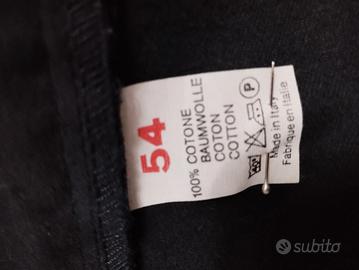 54
100% COTONE
BAUMWOLLE
COTON
COTTON
P
Made in Italy
Fabriqué en Italie
subito